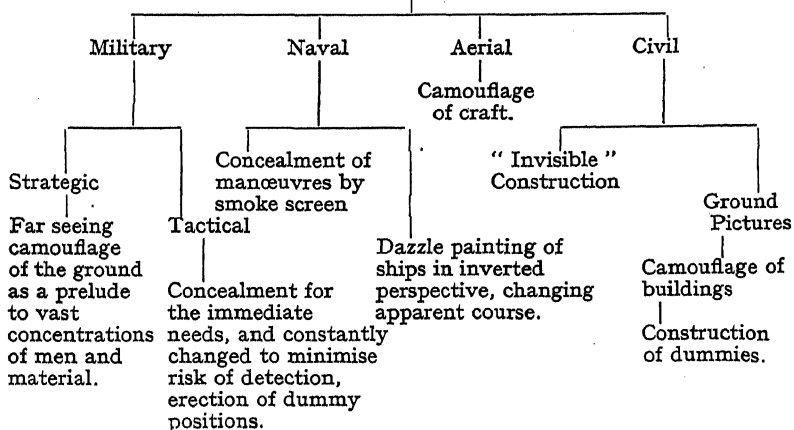 Military
Naval
Aerial
Civil
Camouflage
of craft.
Strategic
Far seeing
camouflage
of the ground
as a prelude
to vast
concentrations
of men and
material.
Tactical
Concealment for
the immediate
needs, and constantly
changed to minimise
risk of detection,
erection of dummy
positions.
Concealment of
manœuvres by
smoke screen
Dazzle painting of
ships in inverted
perspective, changing
apparent course.
" Invisible "
Construction
Ground
Pictures
Camouflage of
buildings
Construction
of dummies.